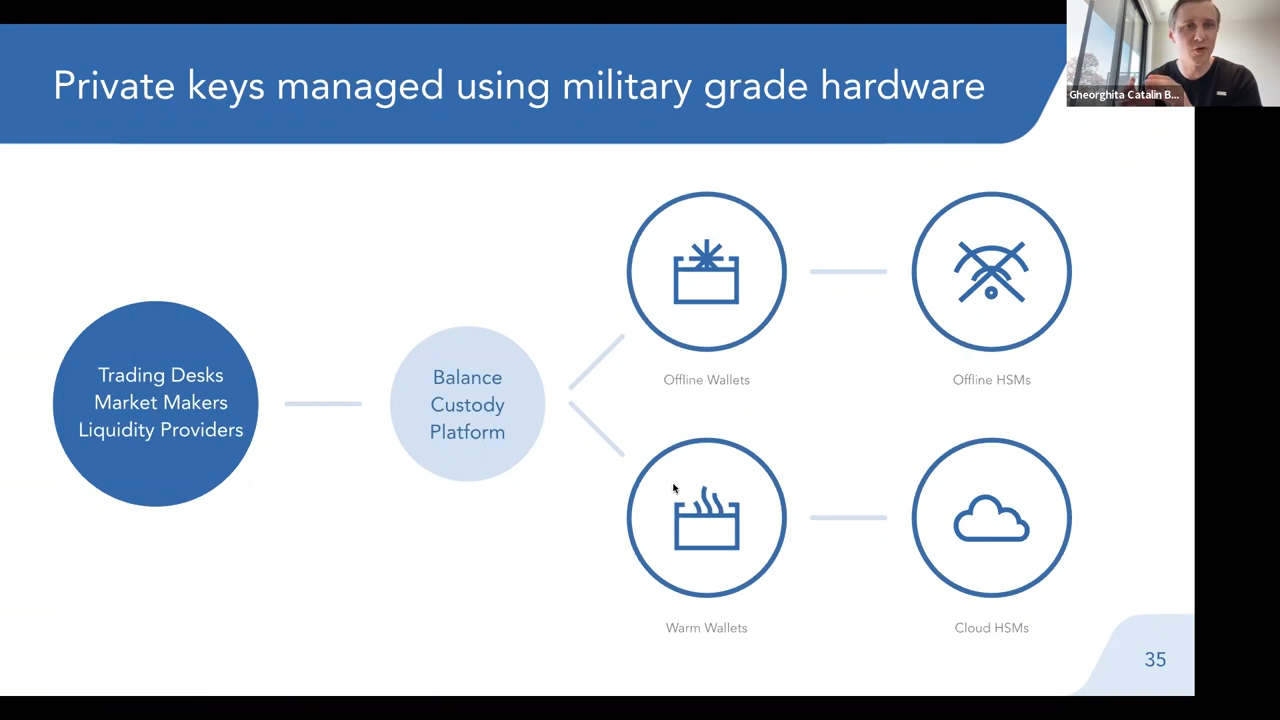 Private keys managed using military grade hardware
Gheorghita Catalin B...
Trading Desks
Market Makers
Liquidity Providers
Balance
Custody
Platform
Offline Wallets
Offline HSMs
Warm Wallets
Cloud HSMs
35